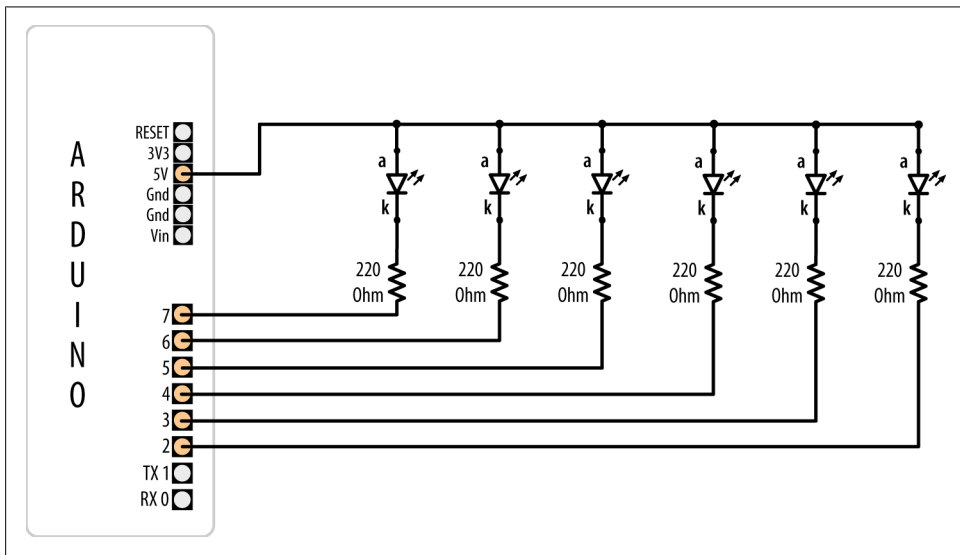 ARDUINO
RESET
3V3
5V
Gnd
Gnd
Vin
7
6
5
4
3
2
TX 1
RX 0
a a a a a a
k k k k k k
220 220 220 220 220 220
Ohm Ohm Ohm Ohm Ohm Ohm